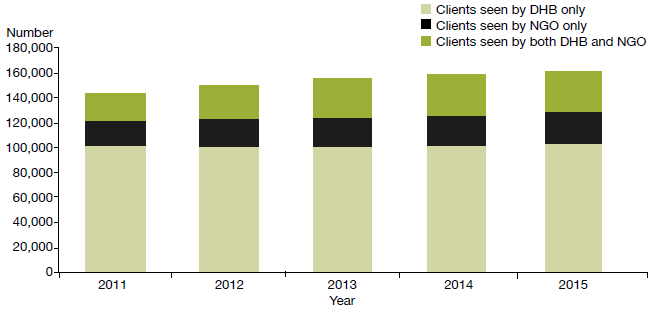 Clients seen by DHB only
Clients seen by NGO only
Clients seen by both DHB and NGO
Number
180,000
160,000
140,000
120,000
100,000
80,000
60,000
40,000
20,000
0
2011 2012 2013 2014 2015
Year